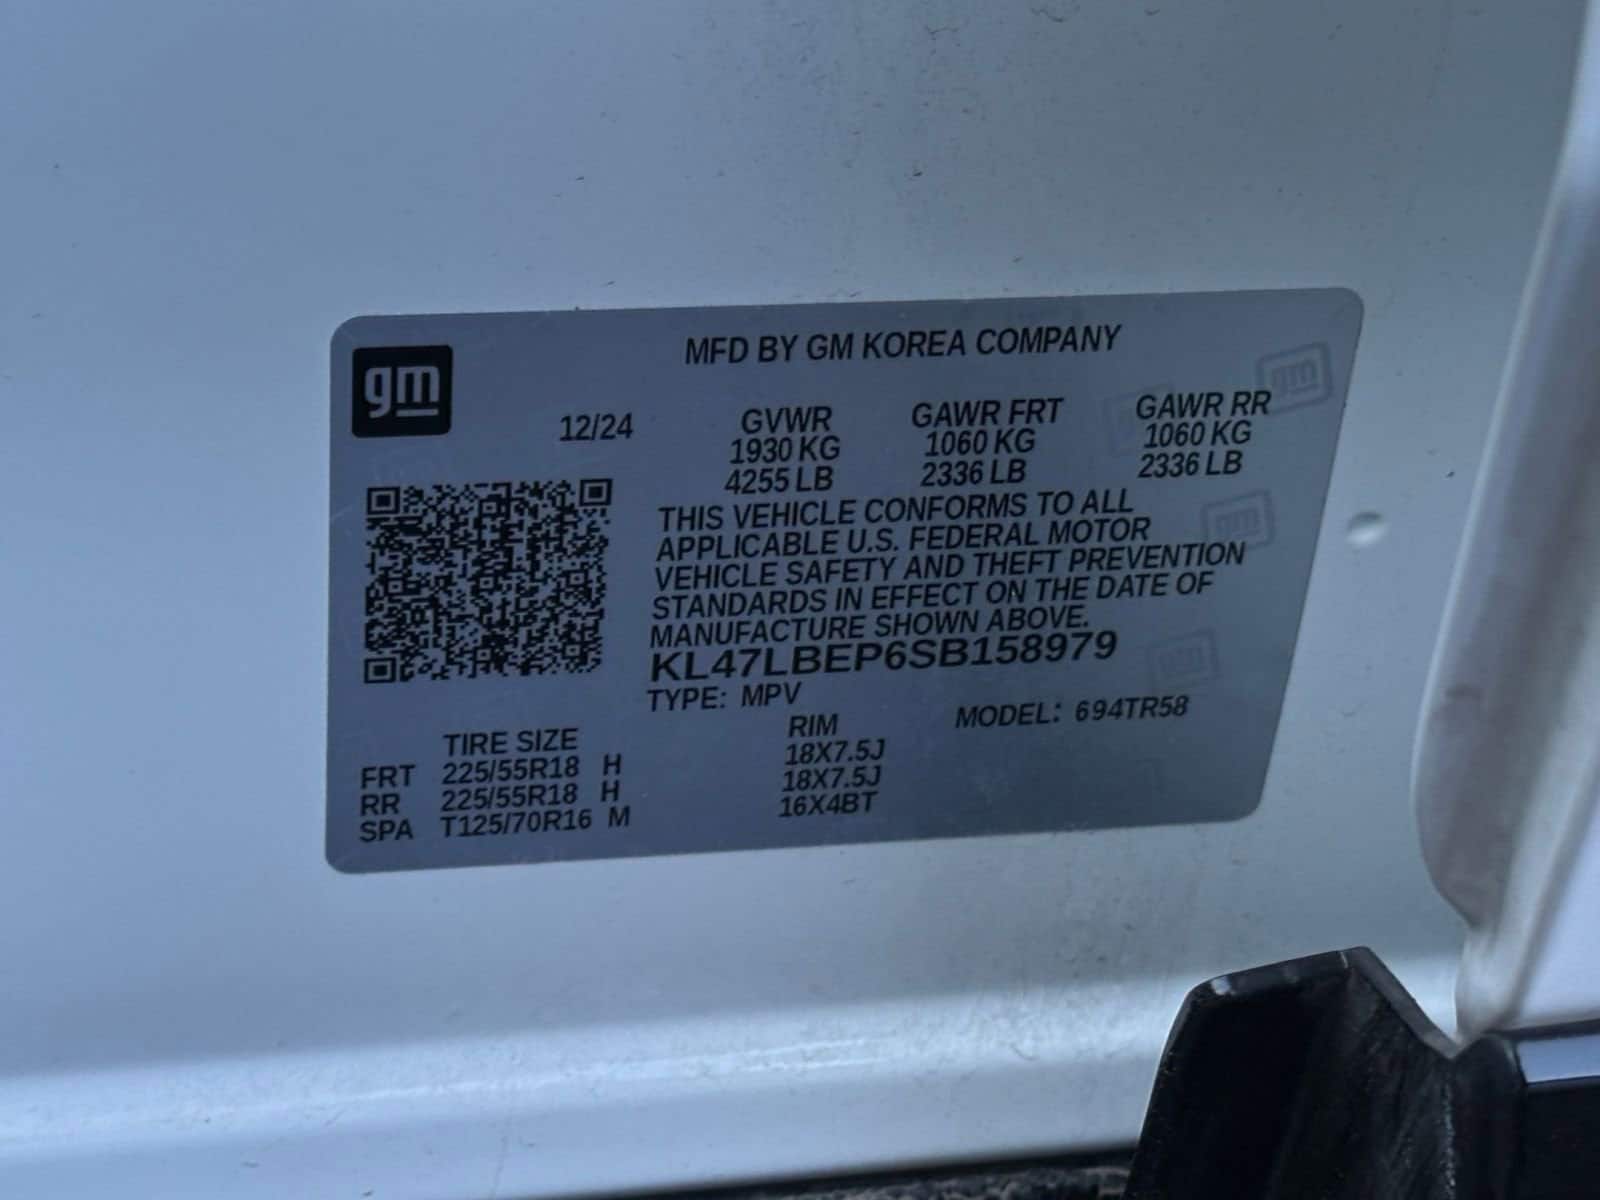 MFD BY GM KOREA COMPANY
gm
12/24 GVWR GAWR FRT GAWR RR
1930 KG 1060 KG 1060 KG
4255 LB 2336 LB 2336 LB
THIS VEHICLE CONFORMS TO ALL
APPLICABLE U.S. FEDERAL MOTOR
VEHICLE SAFETY AND THEFT PREVENTION
STANDARDS IN EFFECT ON THE DATE OF
MANUFACTURE SHOWN ABOVE.
KL47LBEP6SB158979
TYPE: MPV
MODEL: 694TR58
TIRE SIZE RIM
FRT 225/55R18 H 18X7.5J
RR 225/55R18 H 18X7.5J
SPA T125/70R16 M 16X4BT